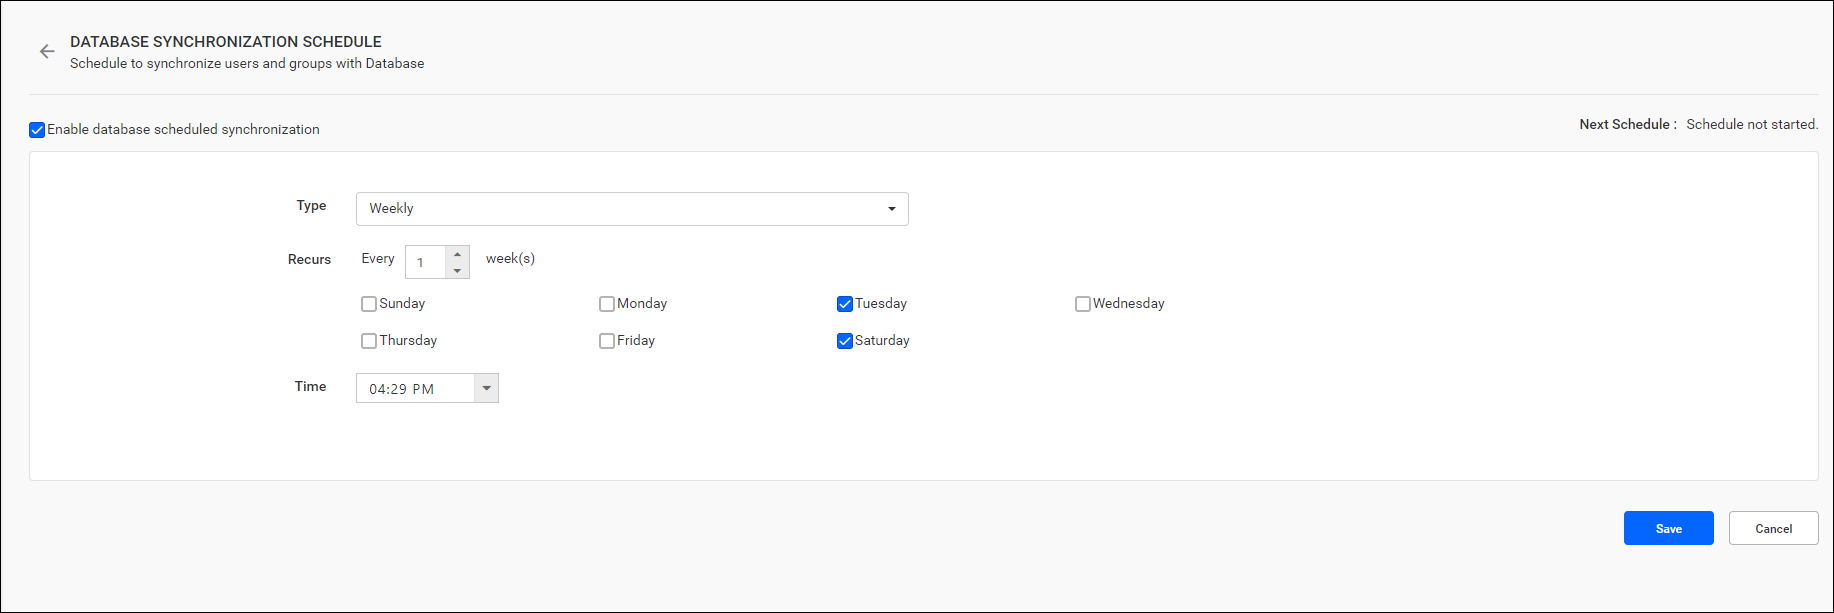 DATABASE SYNCHRONIZATION SCHEDULE
Schedule to synchronize users and groups with Database
Enable database scheduled synchronization
Next Schedule : Schedule not started.
Type Weekly
Recurs Every 1 week(s)
Sunday Monday Tuesday Wednesday
Thursday Friday Saturday
Time 04:29 PM
Save Cancel